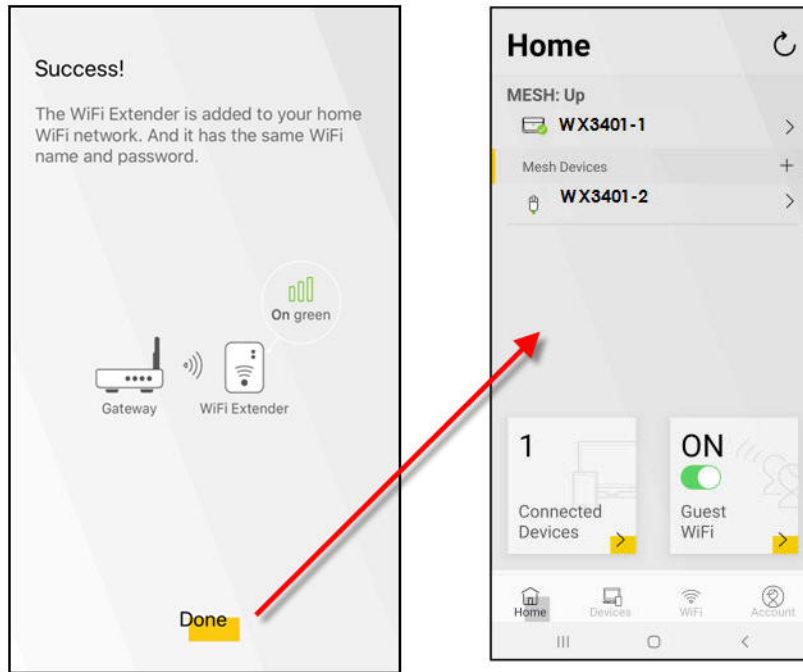 Success!
The WiFi Extender is added to your home
WiFi network. And it has the same WiFi
name and password.
On green
Gateway
WiFi Extender
Done
Home
MESH: Up
WX3401-1
Mesh Devices
WX3401-2
1
Connected
Devices
ON
Guest
WiFi
Home
Devices
WiFi
Account